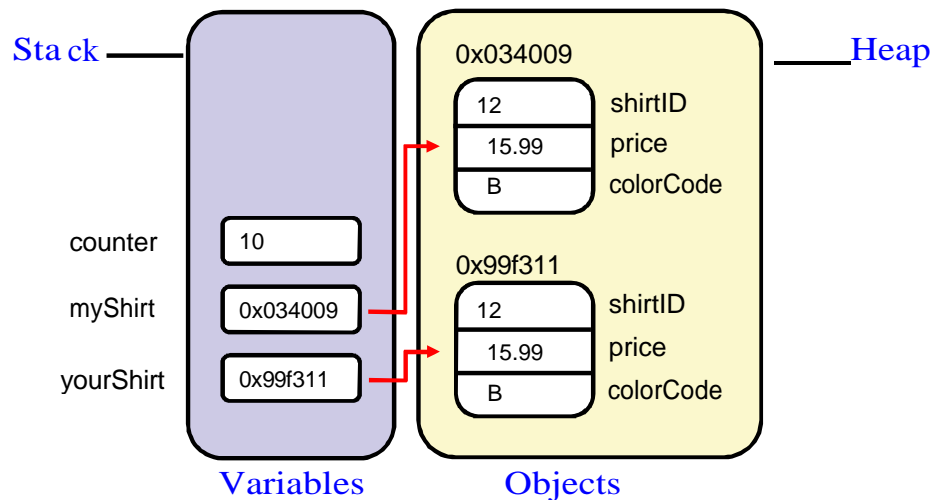 Sta ck
Heap
0x034009
12 shirtID
15.99 price
B colorCode
counter 10
0x99f311
myShirt 0x034009
12 shirtID
15.99 price
yourShirt 0x99f311
B colorCode
Variables
Objects